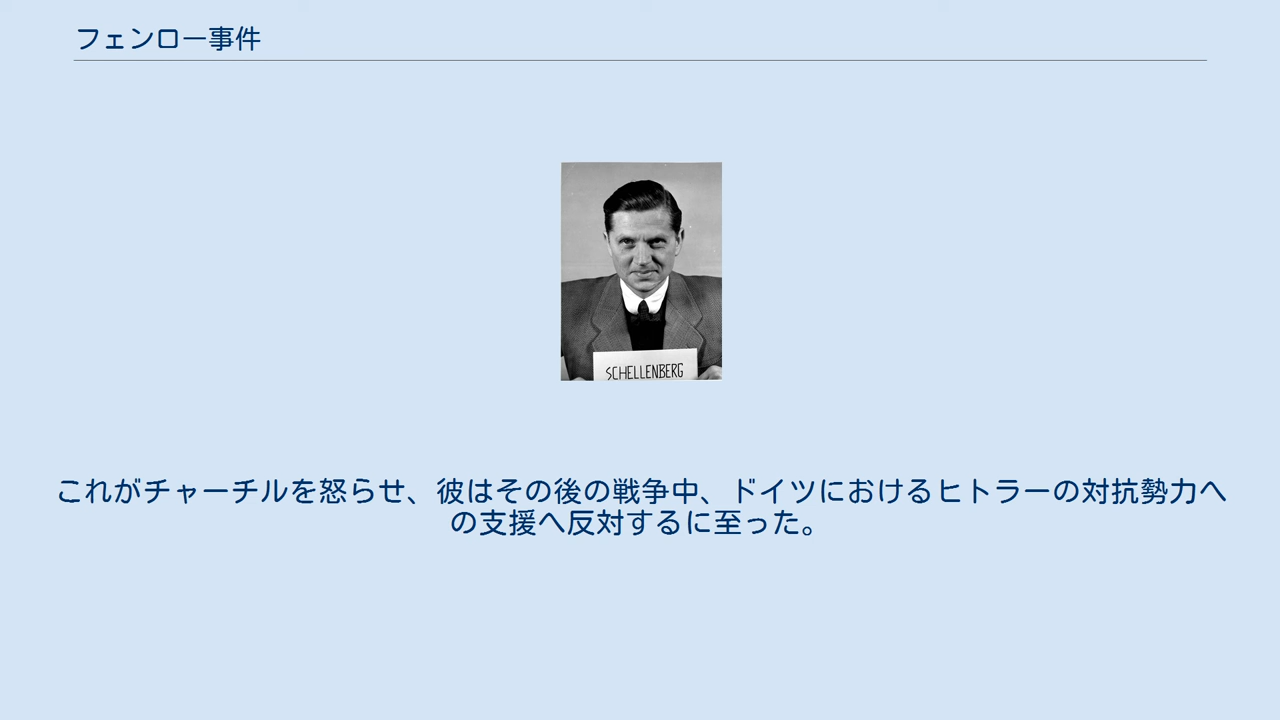 フェンロー事件
SCHELLENBERG
これがチャーチルを怒らせ、彼はその後の戦争中、ドイツにおけるヒトラーの対抗勢力へ
の支援へ反対するに至った。